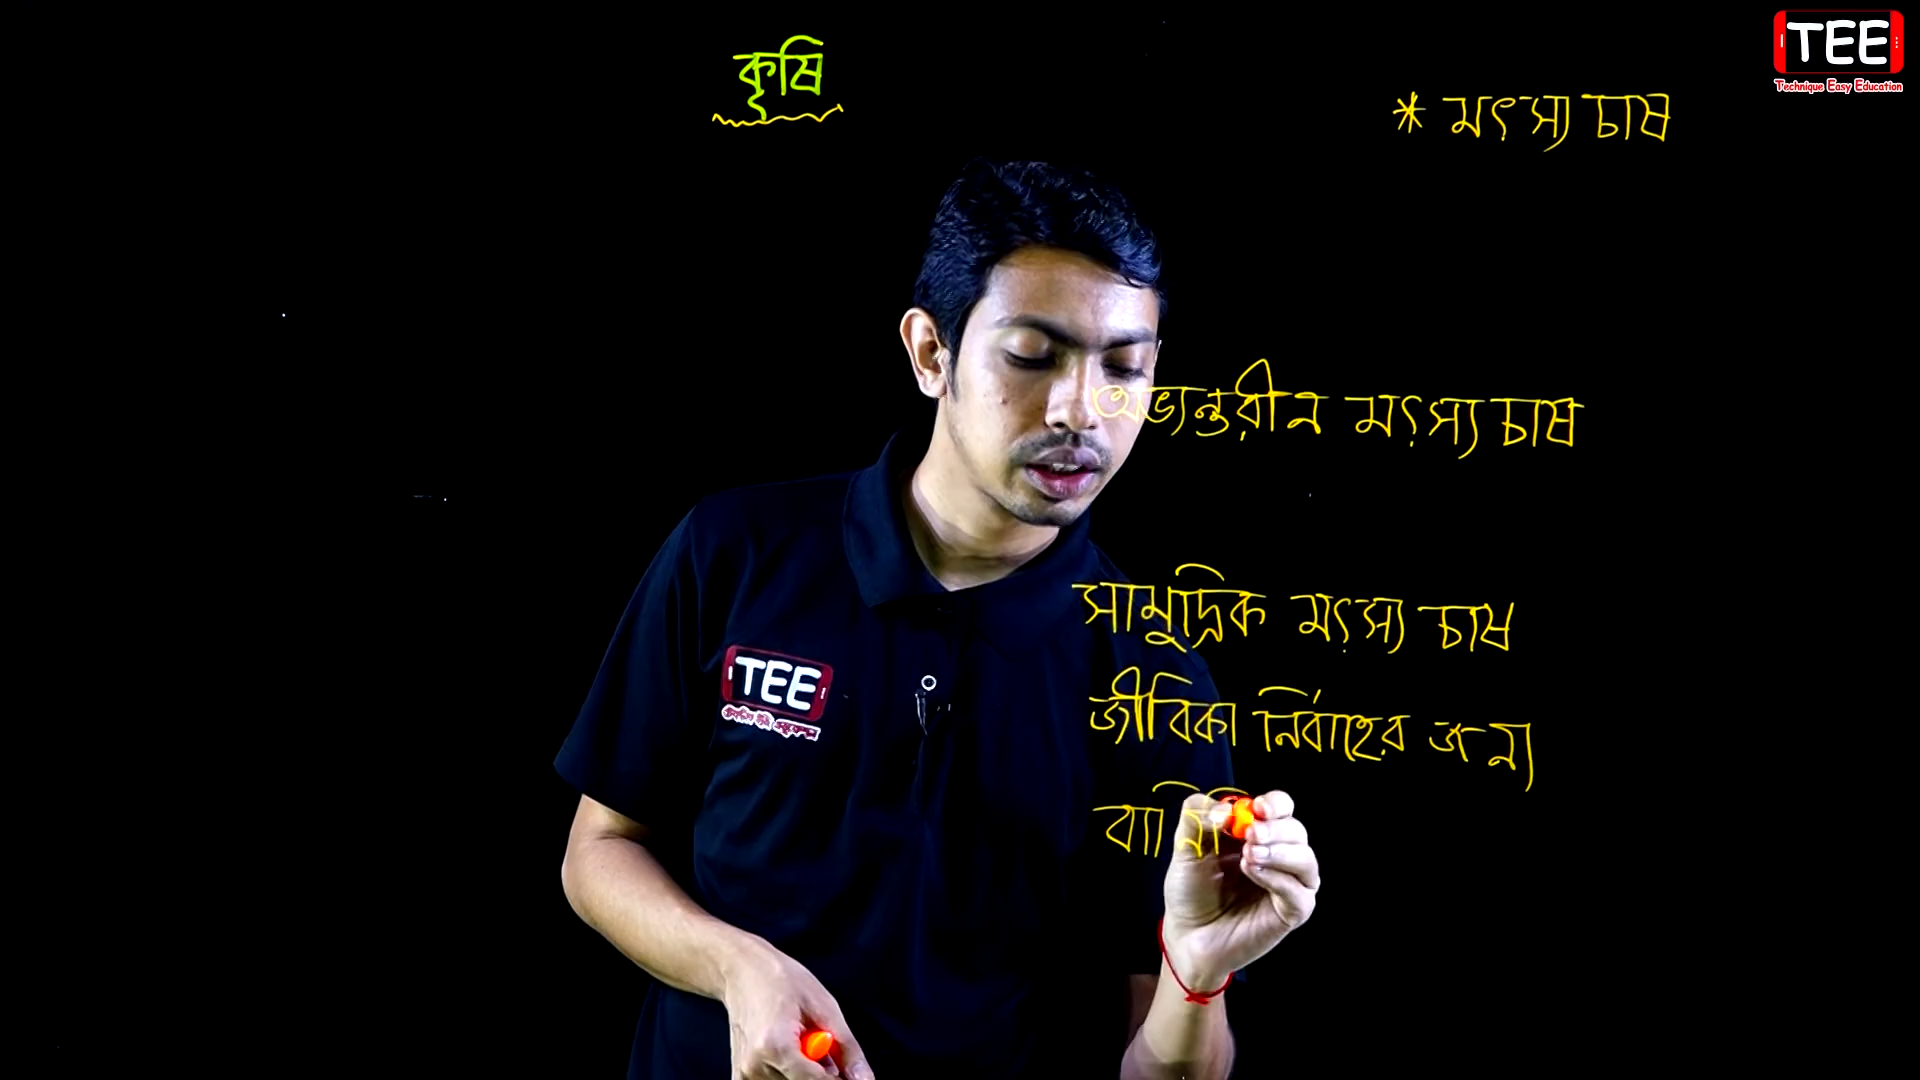 কৃষি
TEE
Technique Easy Education
* মৎস্য চাষ
অভ্যন্তরীন মৎস্য চাষ
সামুদ্রিক মৎস্য চাষ
জীবিকা নির্বাহের জন্য
TEE